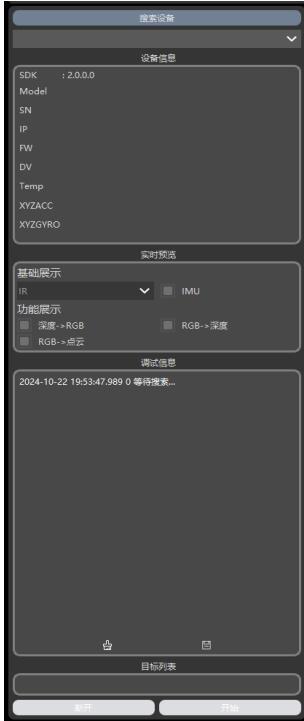 搜索设备
设备信息
SDK : 2.0.0.0
Model
SN
IP
FW
DV
Temp
XYZACC
XYZGYRO
实时预览
基础展示
IR IMU
功能展示
深度->RGB RGB->深度
RGB->点云
调试信息
2024-10-22 19:53:47.989 0 等待搜索...
目标列表
断开 开始